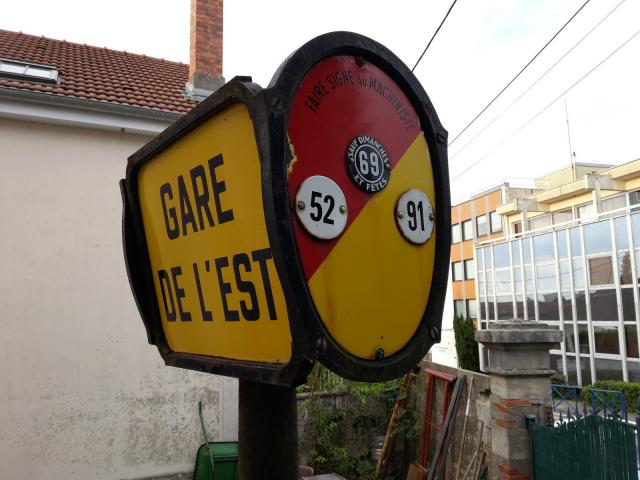 GARE
DE L'EST
FAIRE SIGNE AU MACHINISTE
SAUF DIMANCHES
69
ET FÊTES
52
91